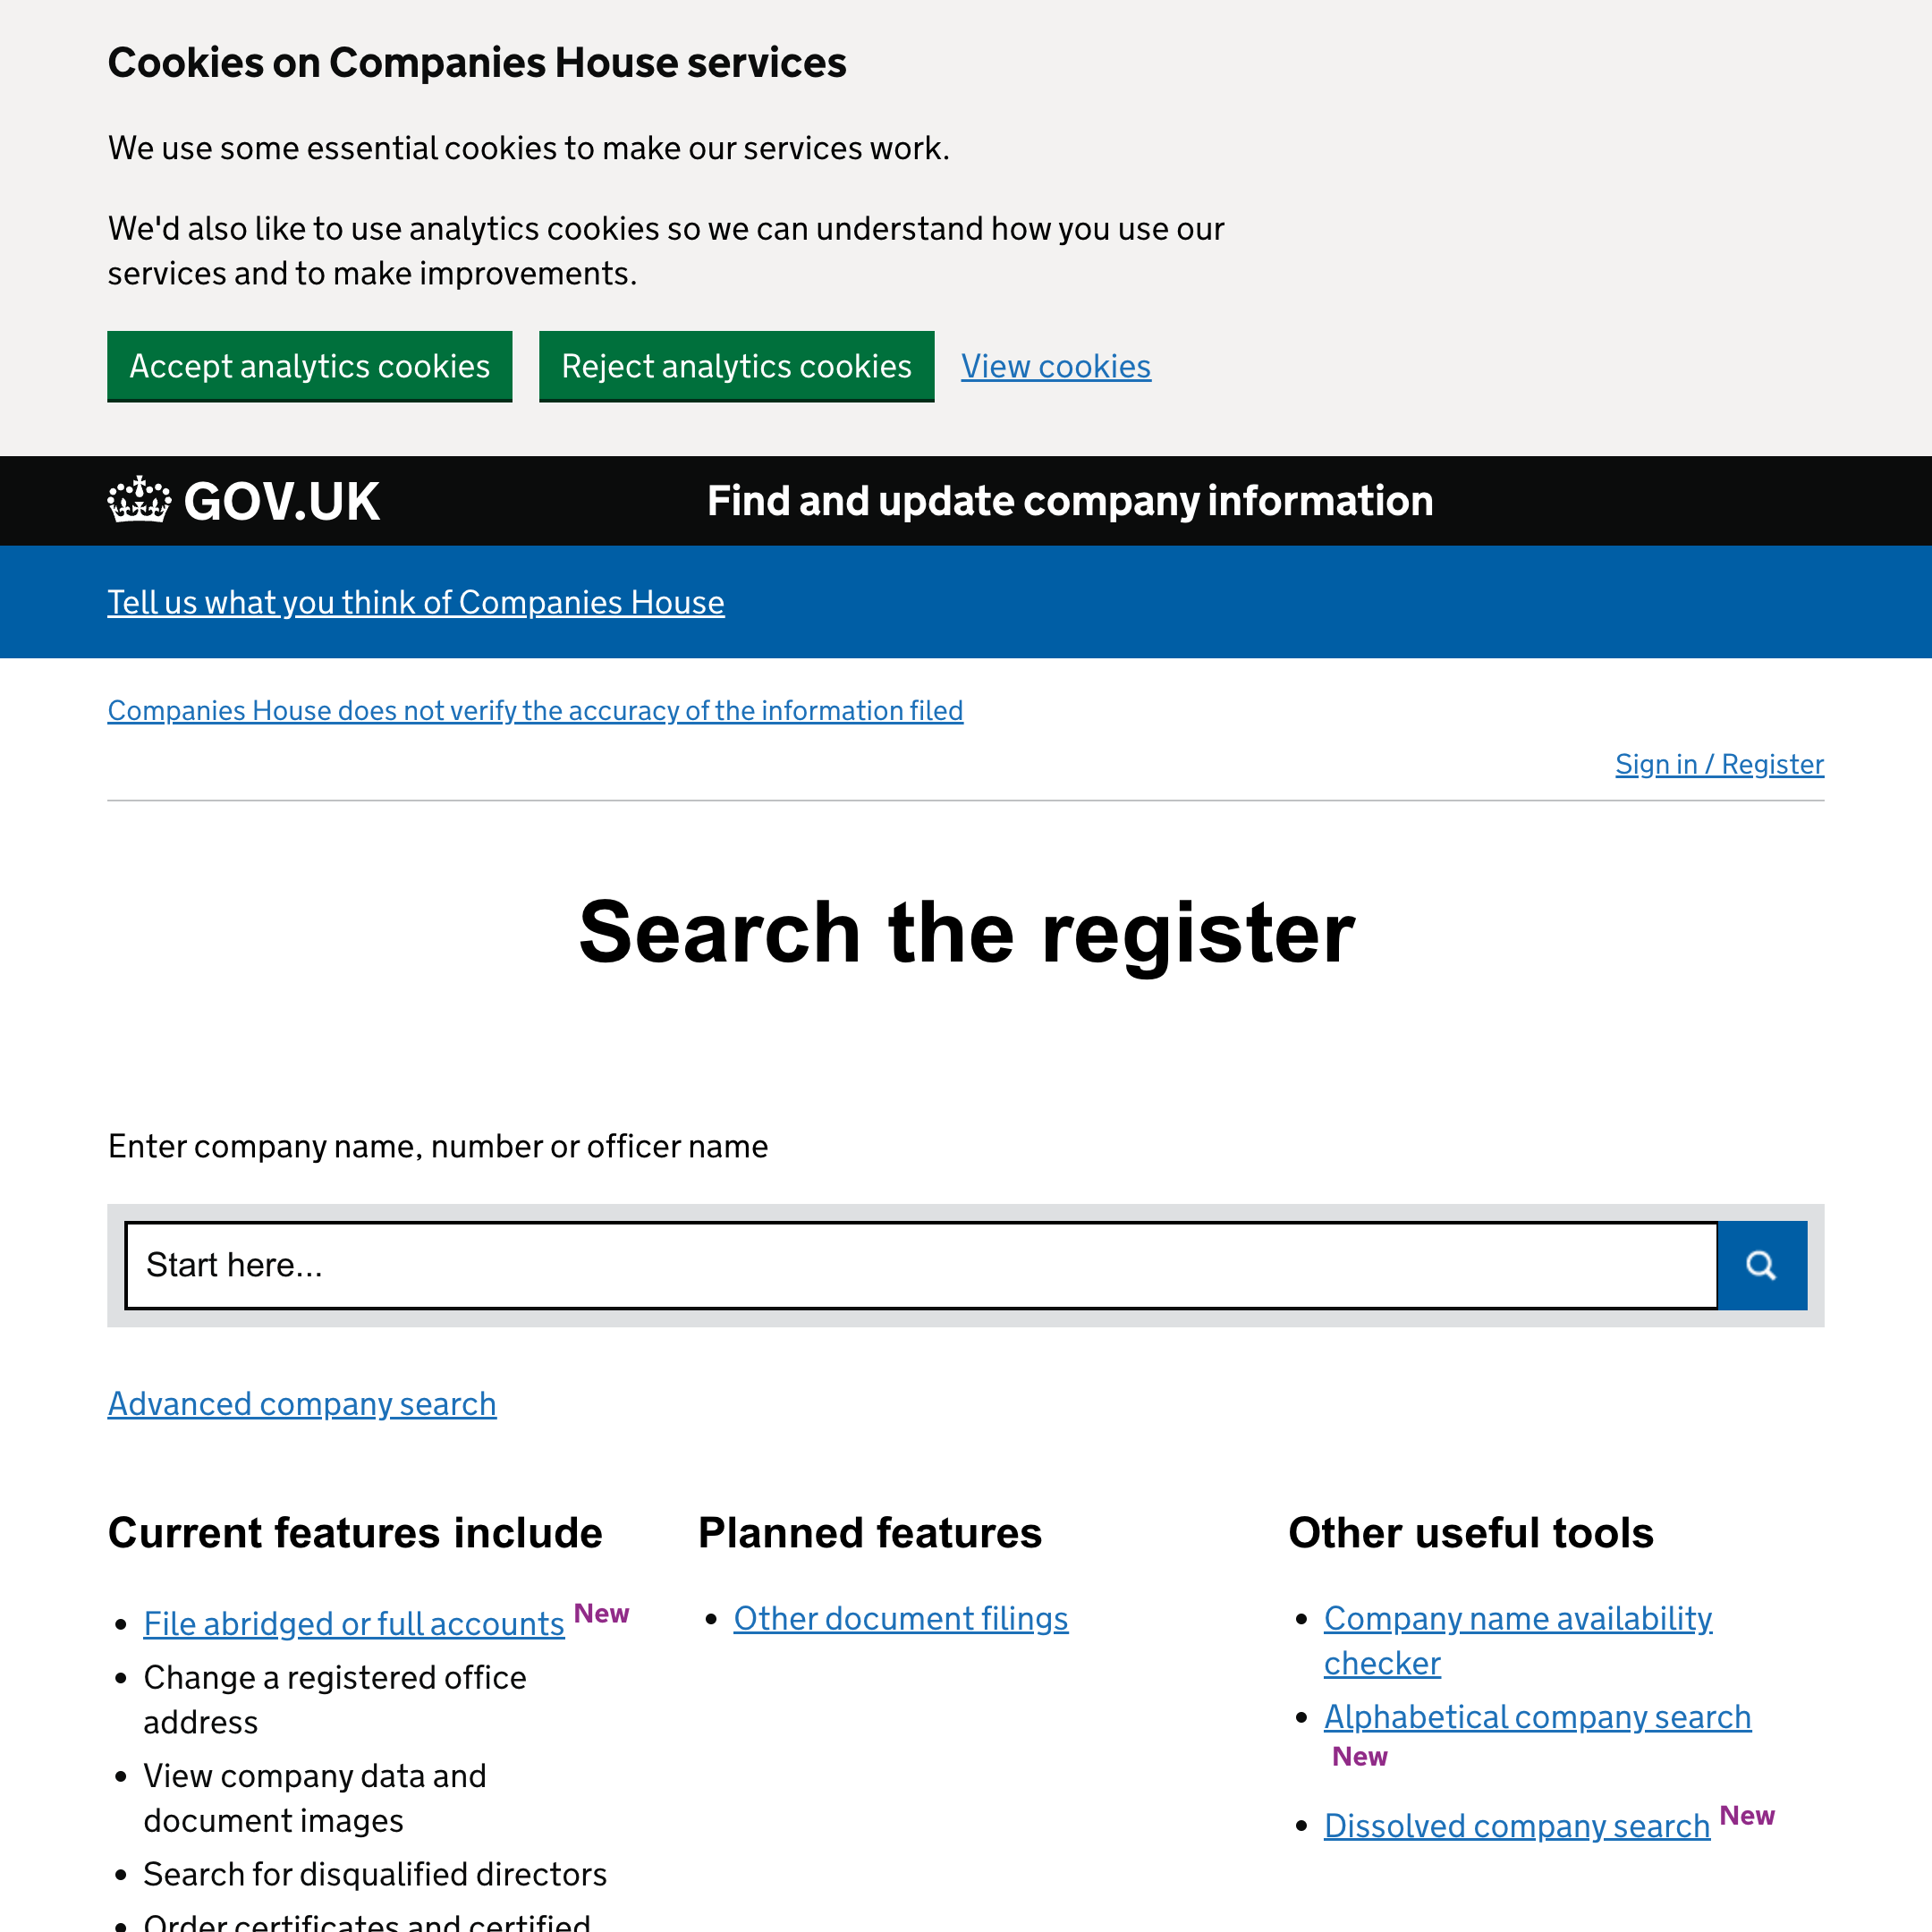 Cookies on Companies House services
We use some essential cookies to make our services work.
We'd also like to use analytics cookies so we can understand how you use our
services and to make improvements.
Accept analytics cookies
Reject analytics cookies
View cookies
GOV.UK
Find and update company information
Tell us what you think of Companies House
Companies House does not verify the accuracy of the information filed
Sign in / Register
Search the register
Enter company name, number or officer name
Start here...
Advanced company search
Current features include
File abridged or full accounts New
Change a registered office
address
View company data and
document images
Search for disqualified directors
Order certificates and certified
Planned features
Other document filings
Other useful tools
Company name availability
checker
Alphabetical company search
New
Dissolved company search New